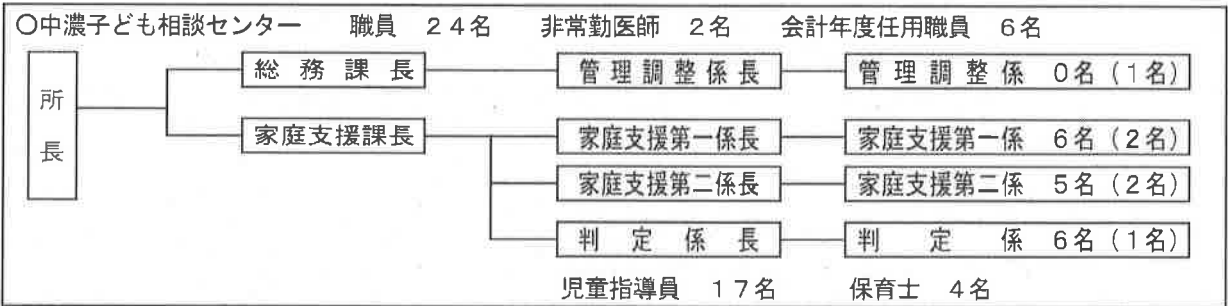 〇中濃子ども相談センター 職員 24名 非常勤医師 2名 会計年度任用職員 6名
所長
総務課長 管理調整係長 管理調整係 0名(1名)
家庭支援課長 家庭支援第一係長 家庭支援第一係 6名(2名)
家庭支援第二係長 家庭支援第二係 5名(2名)
判定係長 判定係 6名(1名)
児童指導員 17名 保育士 4名